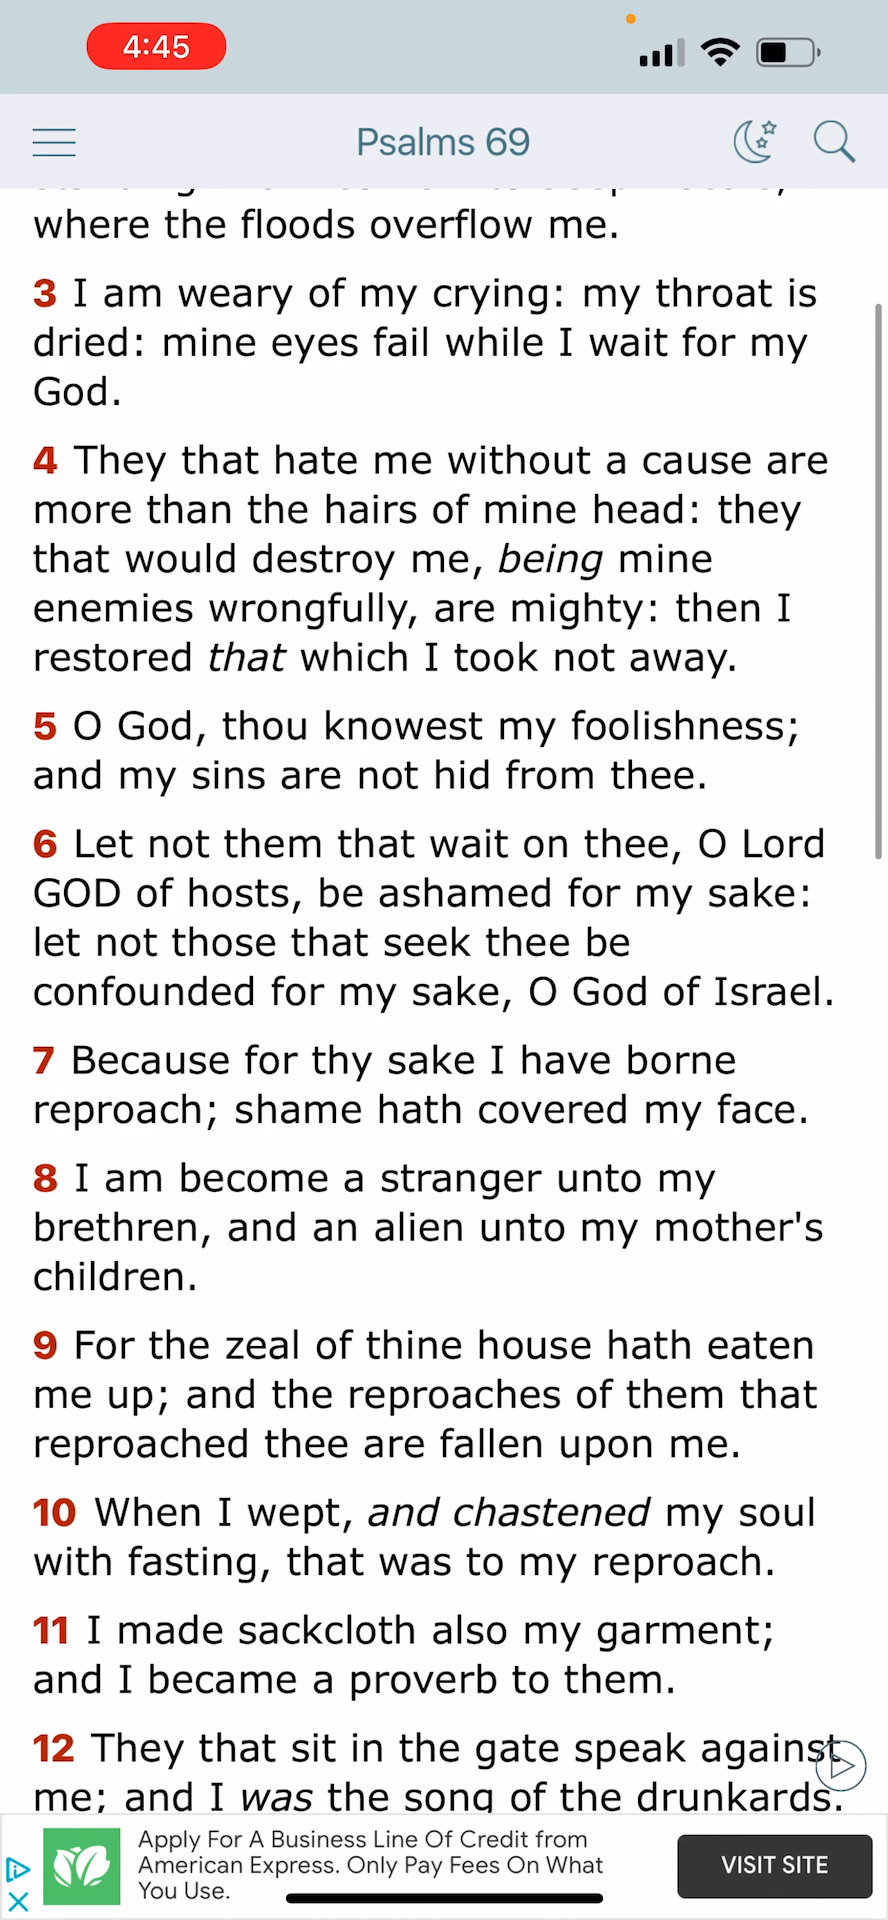 4:45
Psalms 69
where the floods overflow me.
3 I am weary of my crying: my throat is
dried: mine eyes fail while I wait for my
God.
4 They that hate me without a cause are
more than the hairs of mine head: they
that would destroy me, being mine
enemies wrongfully, are mighty: then I
restored that which I took not away.
5 O God, thou knowest my foolishness;
and my sins are not hid from thee.
6 Let not them that wait on thee, O Lord
GOD of hosts, be ashamed for my sake:
let not those that seek thee be
confounded for my sake, O God of Israel.
7 Because for thy sake I have borne
reproach; shame hath covered my face.
8 I am become a stranger unto my
brethren, and an alien unto my mother's
children.
9 For the zeal of thine house hath eaten
me up; and the reproaches of them that
reproached thee are fallen upon me.
10 When I wept, and chastened my soul
with fasting, that was to my reproach.
11 I made sackcloth also my garment;
and I became a proverb to them.
12 They that sit in the gate speak against
me; and I was the song of the drunkards.
Apply For A Business Line Of Credit from
American Express. Only Pay Fees On What
You Use.
VISIT SITE